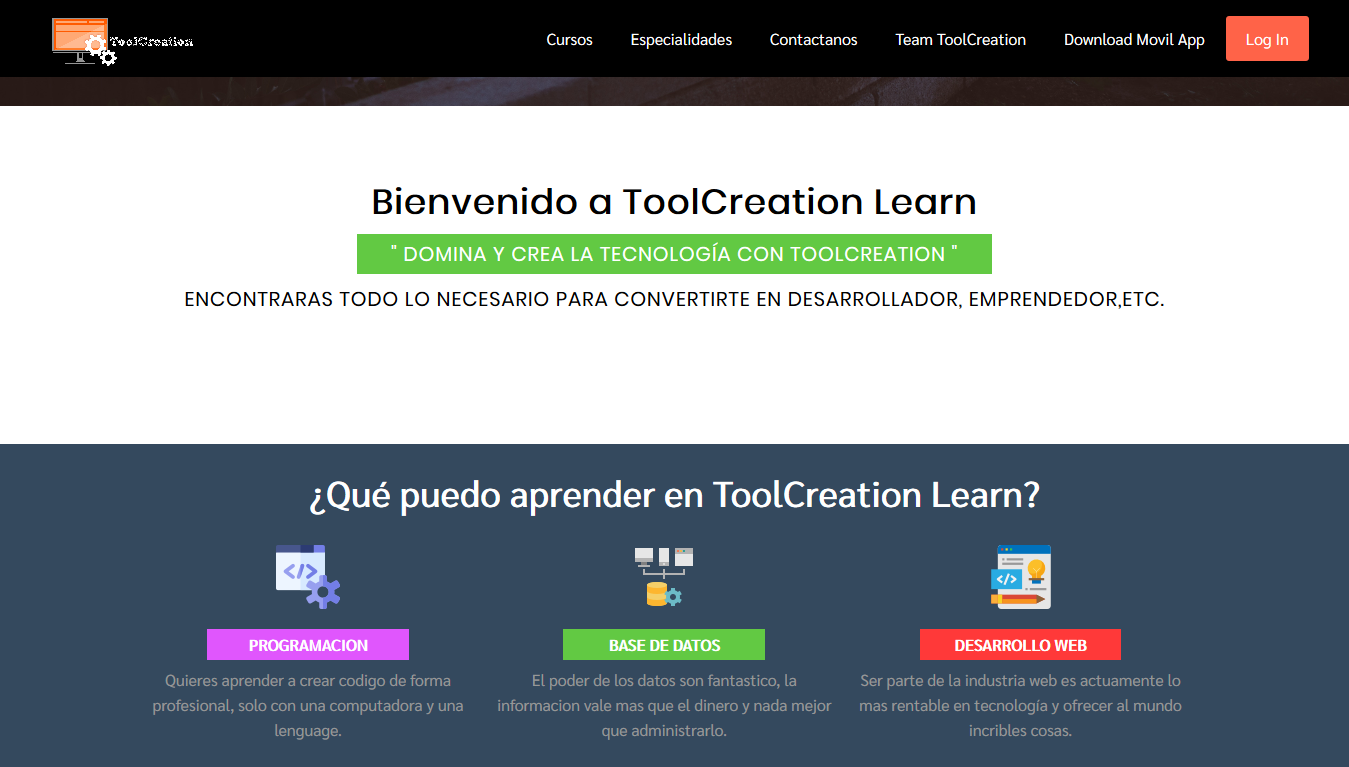 ToolCreation
Cursos
Especialidades
Contactanos
Team ToolCreation
Download Movil App
Log In
Bienvenido a ToolCreation Learn
" DOMINA Y CREA LA TECNOLOGÍA CON TOOLCREATION "
ENCONTRARAS TODO LO NECESARIO PARA CONVERTIRTE EN DESARROLLADOR, EMPRENDEDOR,ETC.
¿Qué puedo aprender en ToolCreation Learn?
PROGRAMACION
Quieres aprender a crear codigo de forma
profesional, solo con una computadora y una
lenguage.
BASE DE DATOS
El poder de los datos son fantastico, la
informacion vale mas que el dinero y nada mejor
que administrarlo.
DESARROLLO WEB
Ser parte de la industria web es actuamente lo
mas rentable en tecnología y ofrecer al mundo
incribles cosas.